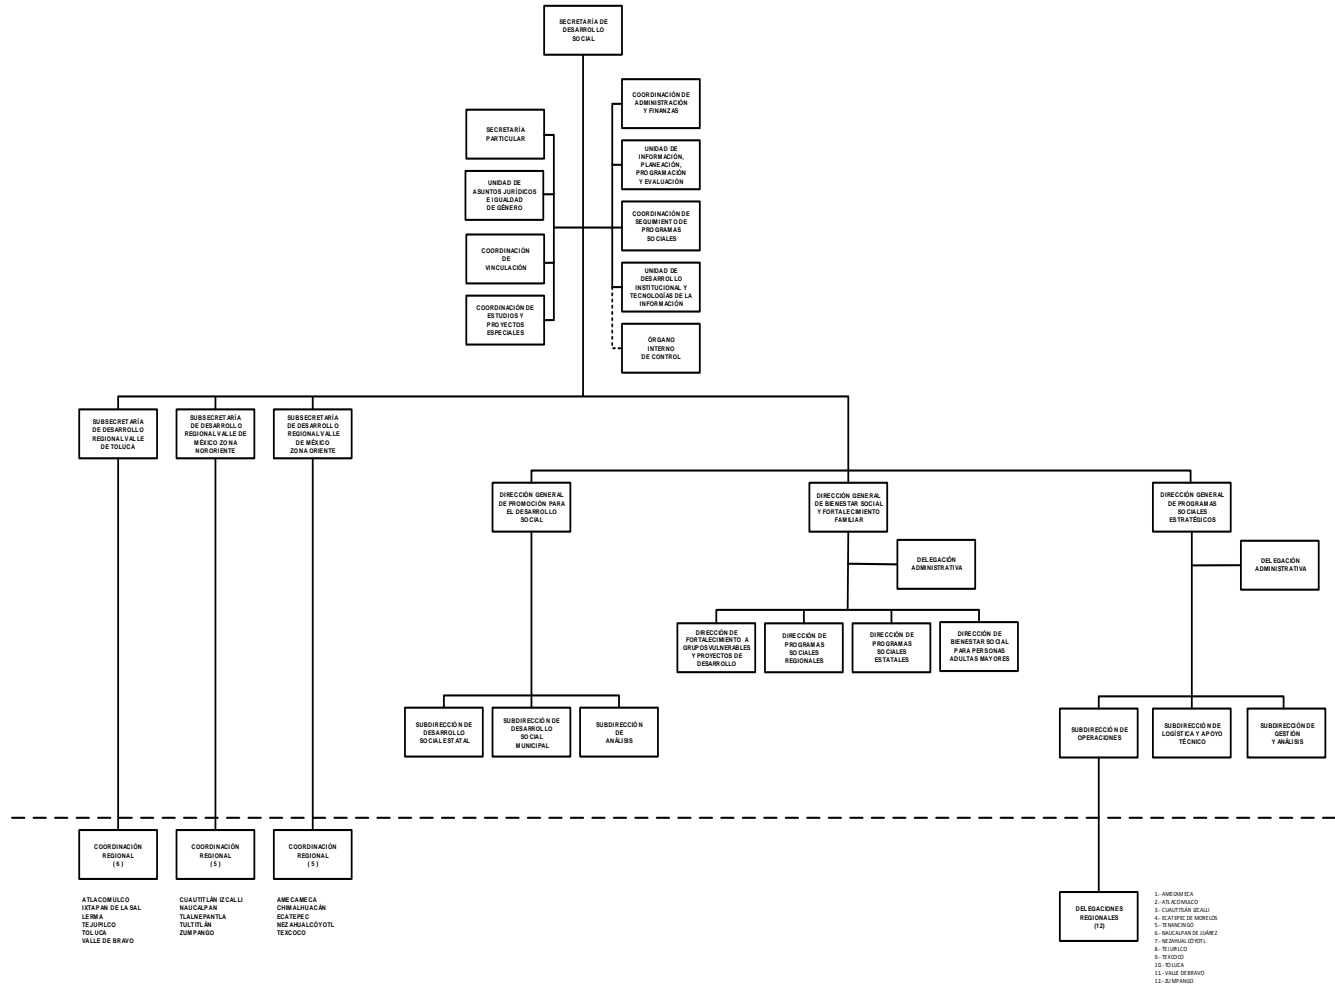 SECRETARÍA DE
DESARROLLO
SOCIAL
COORDINACIÓN DE
ADMINISTRACIÓN
Y FINANZAS
SECRETARÍA
PARTICULAR
UNIDAD DE
INFORMACIÓN,
PLANEACIÓN,
PROGRAMACIÓN
Y EVALUACIÓN
UNIDAD DE
ASUNTOS JURÍDICOS
E IGUALDAD
DE GÉNERO
COORDINACIÓN DE
SEGUIMIENTO DE
PROGRAMAS
SOCIALES
COORDINACIÓN
DE
VINCULACIÓN
UNIDAD DE
DESARROLLO
INSTITUCIONAL Y
TECNOLOGÍAS DE LA
INFORMACIÓN
COORDINACIÓN DE
ESTUDIOS Y
PROYECTOS
ESPECIALES
ÓRGANO
INTERNO
DE CONTROL
SUBSECRETARÍA
DE DESARROLLO
REGIONAL VALLE
DE TOLUCA
SUBSECRETARÍA
DE DESARROLLO
REGIONAL VALLE DE
MÉXICO ZONA
NORORIENTE
SUBSECRETARÍA
DE DESARROLLO
REGIONAL VALLE
DE MÉXICO
ZONA ORIENTE
DIRECCIÓN GENERAL
DE PROMOCIÓN PARA
EL DESARROLLO
SOCIAL
DIRECCIÓN GENERAL
DE BIENESTAR SOCIAL
Y FORTALECIMIENTO
FAMILIAR
DIRECCIÓN GENERAL
DE PROGRAMAS
SOCIALES
ESTRATÉGICOS
DELEGACIÓN
ADMINISTRATIVA
DELEGACIÓN
ADMINISTRATIVA
DIRECCIÓN DE
FORTALECIMIENTO A
GRUPOS VULNERABLES
Y PROYECTOS DE
DESARROLLO
DIRECCIÓN DE
PROGRAMAS
SOCIALES
REGIONALES
DIRECCIÓN DE
PROGRAMAS
SOCIALES
ESTATALES
DIRECCIÓN DE
BIENESTAR SOCIAL
PARA PERSONAS
ADULTAS MAYORES
SUBDIRECCIÓN DE
DESARROLLO
SOCIAL ESTATAL
SUBDIRECCIÓN DE
DESARROLLO
SOCIAL
MUNICIPAL
SUBDIRECCIÓN
DE
ANÁLISIS
SUBDIRECCIÓN DE
OPERACIONES
SUBDIRECCIÓN DE
LOGÍSTICA Y APOYO
TÉCNICO
SUBDIRECCIÓN DE
GESTIÓN
Y ANÁLISIS
COORDINACIÓN
REGIONAL
(6)
COORDINACIÓN
REGIONAL
(5)
COORDINACIÓN
REGIONAL
(5)
ATLACOMULCO
IXTAPAN DE LA SAL
LERMA
TEJUPILCO
TOLUCA
VALLE DE BRAVO
CUAUTITLÁN IZCALLI
NAUCALPAN
TLALNEPANTLA
TULTITLÁN
ZUMPANGO
AMECAMECA
CHIMALHUACÁN
ECATEPEC
NEZAHUALCÓYOTL
TEXCOCO
DELEGACIONES
REGIONALES
(12)
1.- AMECAMECA
2.- ATLACOMULCO
3.- CUAUTITLÁN IZCALLI
4.- ECATEPEC DE MORELOS
5.- TENANCINGO
6.- NAUCALPAN DE JUÁREZ
7.- NEZAHUALCÓYOTL
8.- TEJUPILCO
9.- TEXCOCO
10.- TOLUCA
11.- VALLE DE BRAVO
12.- ZUMPANGO